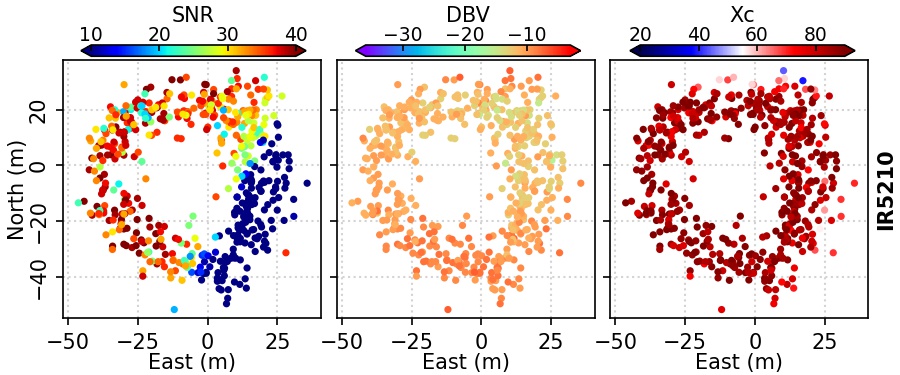 SNR DBV Xc
10 20 30 40 −30 −20 −10 20 40 60 80
North (m)
20
0
−20
−40
IR5210
−50 −25 0 25 −50 −25 0 25 −50 −25 0 25
East (m) East (m) East (m)